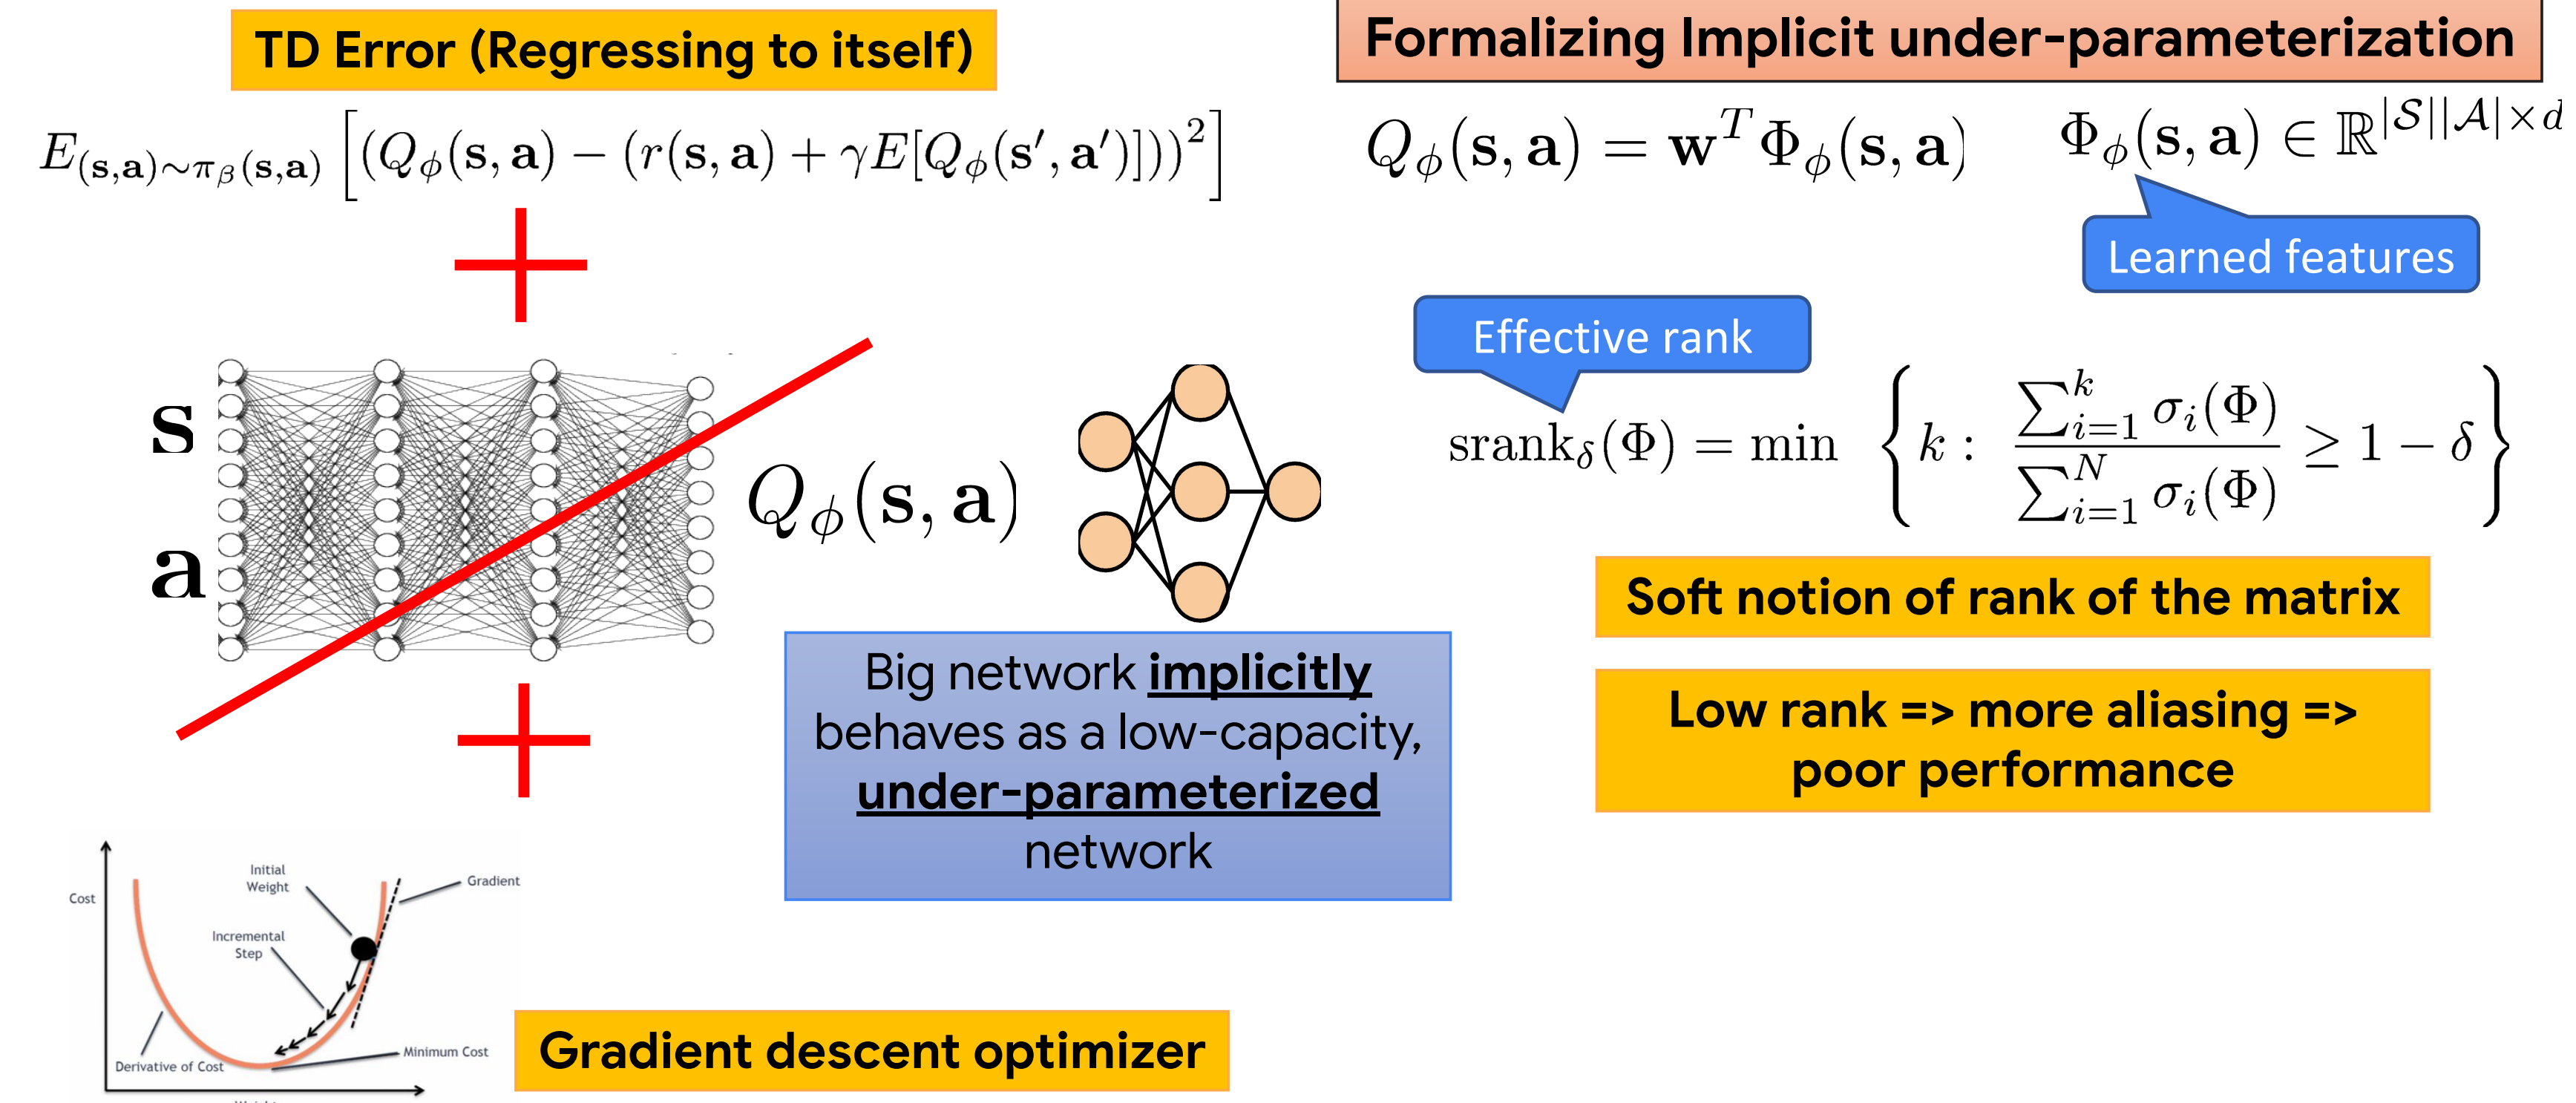 TD Error (Regressing to itself)
E_{(s,a)∼π_β(s,a)} [(Q_ϕ(s, a) − (r(s, a) + γE[Q_ϕ(s′, a′)]))²]
s
a
Q_ϕ(s, a)
Big network implicitly
behaves as a low-capacity,
under-parameterized
network
Cost
Initial
Weight
Gradient
Incremental
Step
Derivative of Cost
Minimum Cost
Gradient descent optimizer
Formalizing Implicit under-parameterization
Q_ϕ(s, a) = w^T Φ_ϕ(s, a)
Φ_ϕ(s, a) ∈ ℝ^{|𝒮||𝒜|×d}
Learned features
Effective rank
srank_δ(Φ) = min { k : \frac{∑_{i=1}^{k} σ_i(Φ)}{∑_{i=1}^{N} σ_i(Φ)} ≥ 1 − δ }
Soft notion of rank of the matrix
Low rank => more aliasing =>
poor performance